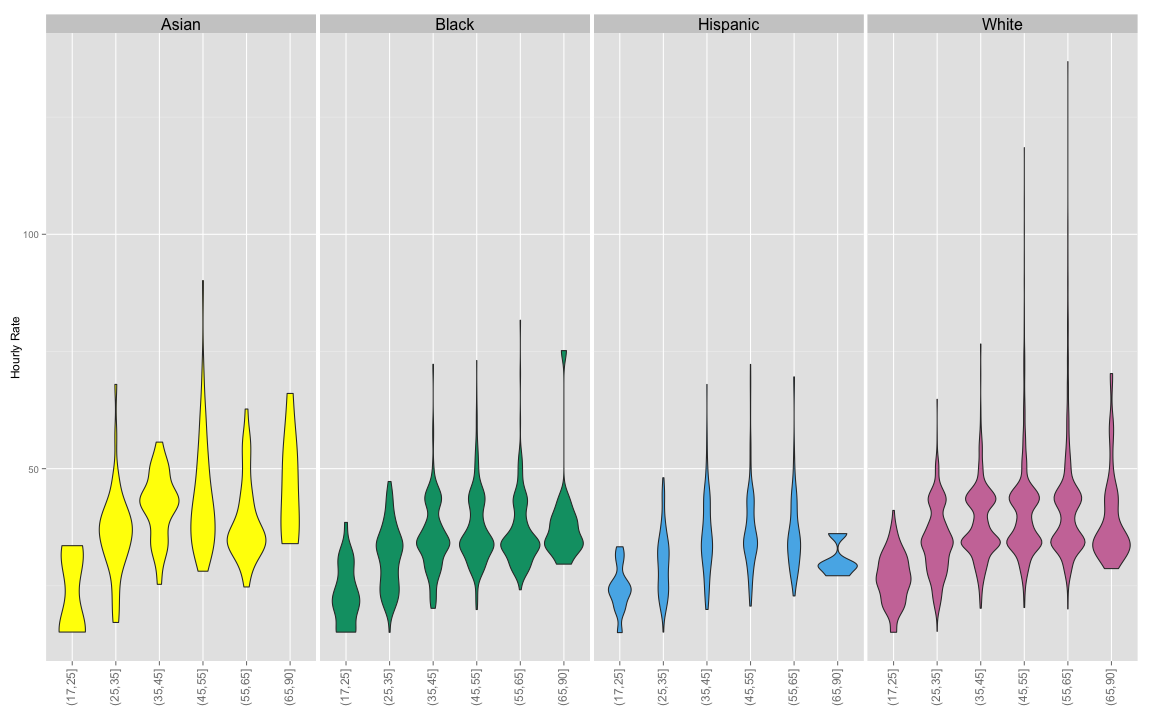 Asian Black Hispanic White
Hourly Rate
100
50
(17,25] (25,35] (35,45] (45,55] (55,65] (65,90] (17,25] (25,35] (35,45] (45,55] (55,65] (65,90] (17,25] (25,35] (35,45] (45,55] (55,65] (65,90] (17,25] (25,35] (35,45] (45,55] (55,65] (65,90]